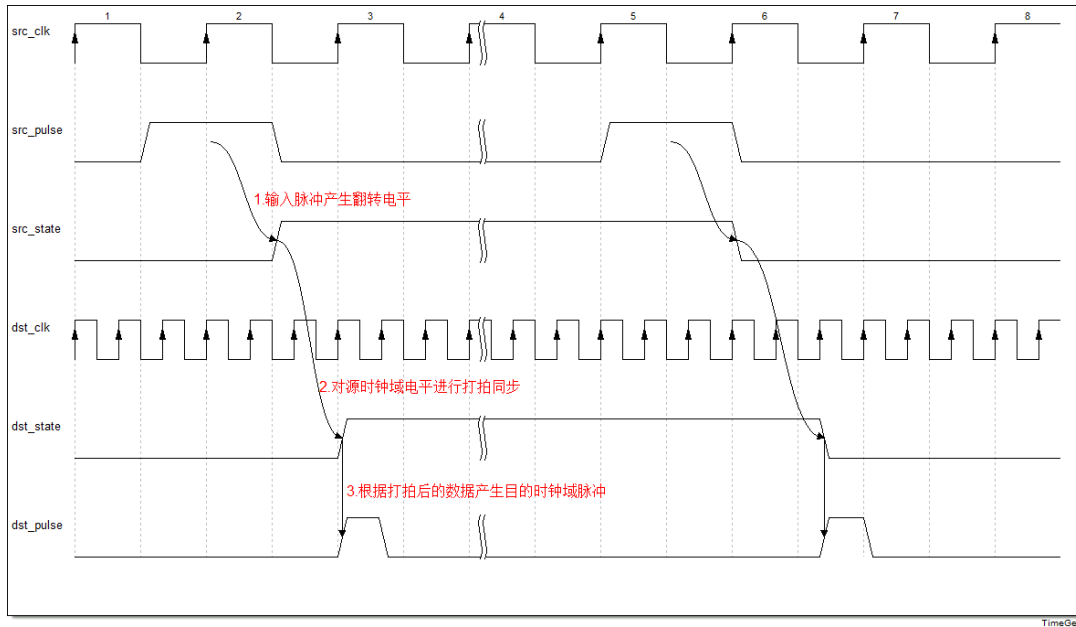 1 2 3 4 5 6 7 8
src_clk
src_pulse
1.输入脉冲产生翻转电平
src_state
dst_clk
2.对源时钟域电平进行打拍同步
dst_state
3.根据打拍后的数据产生目的时钟域脉冲
dst_pulse
TimeGe